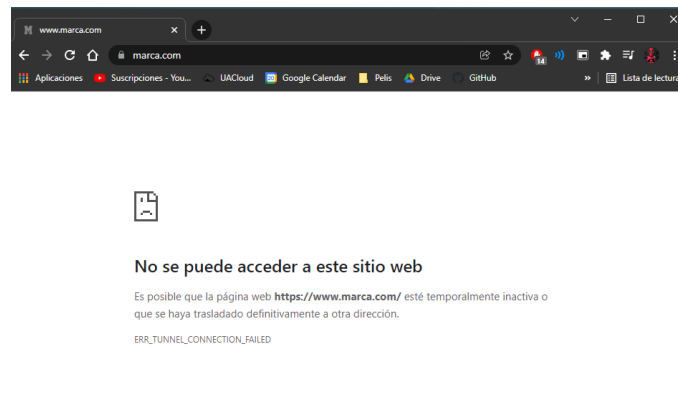 www.marca.com
marca.com
14
Aplicaciones
Suscripciones - You...
UACloud
Google Calendar
Pelis
Drive
GitHub
»
Lista de lectura
No se puede acceder a este sitio web
Es posible que la página web https://www.marca.com/ esté temporalmente inactiva o
que se haya trasladado definitivamente a otra dirección.
ERR_TUNNEL_CONNECTION_FAILED